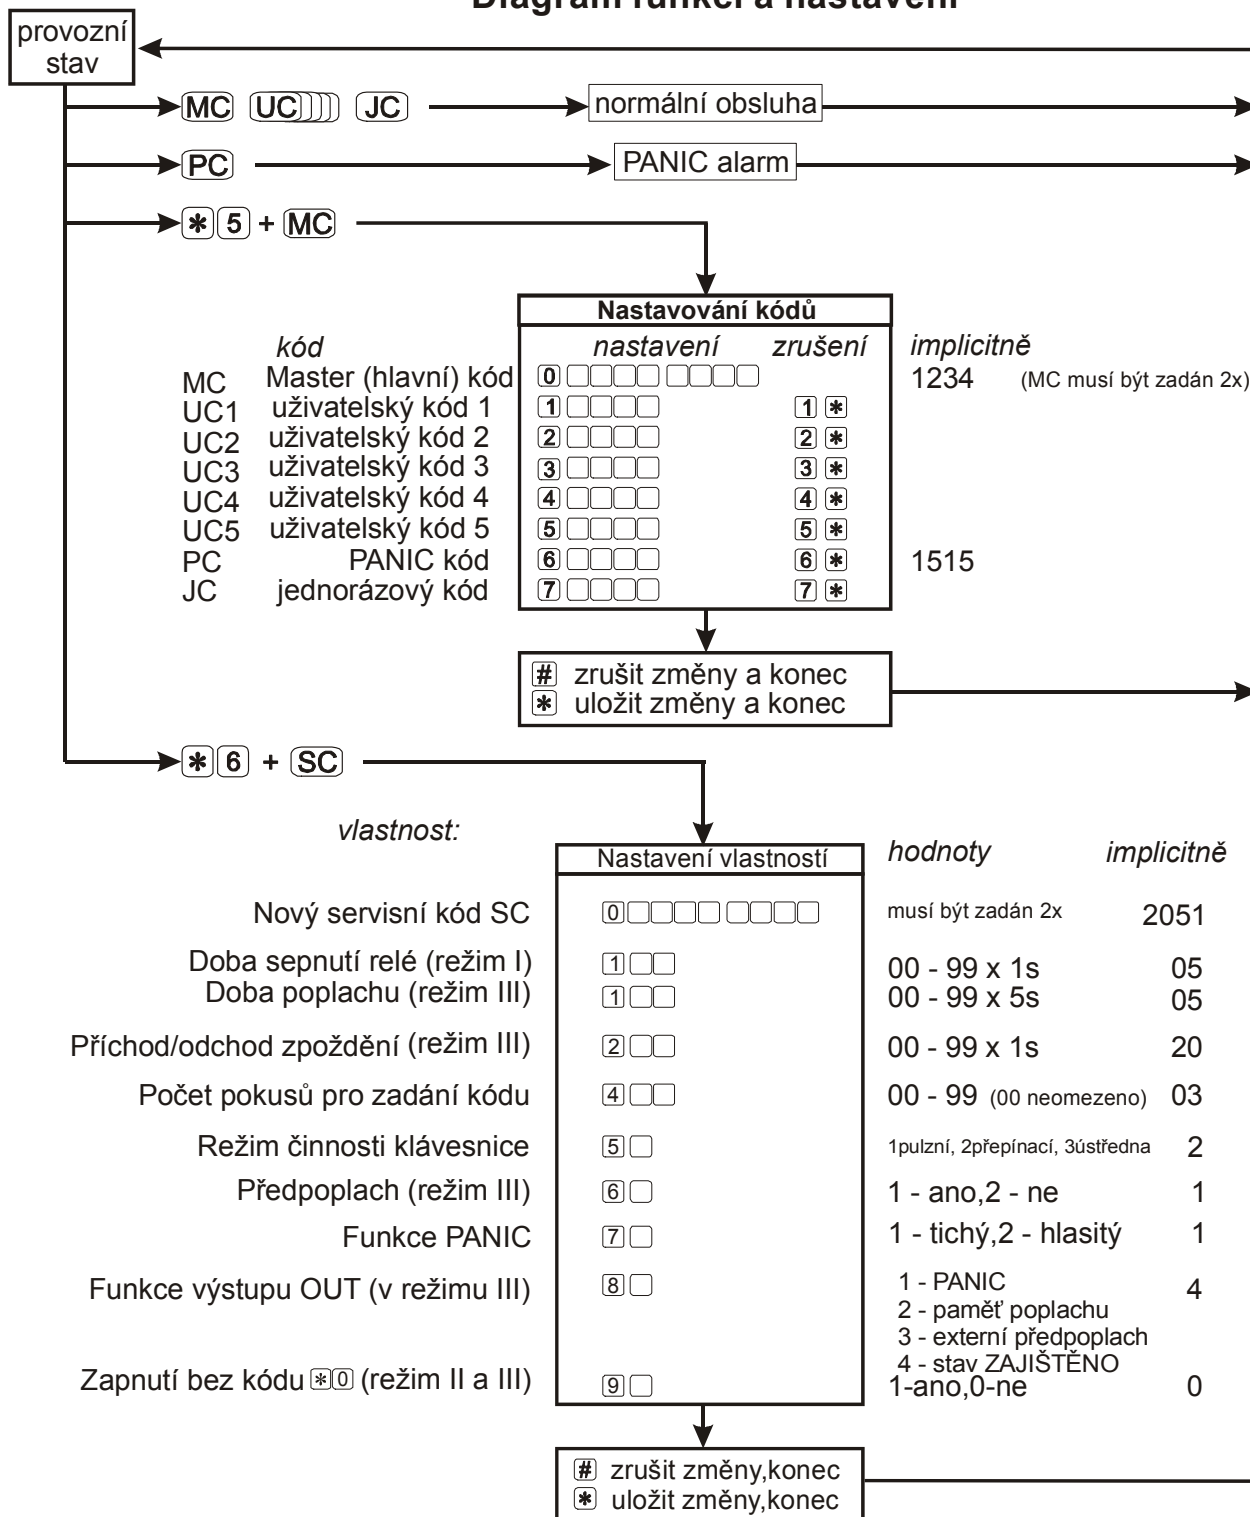 Diagram funkcí a nastavení
provozní
stav
MC UC JC normální obsluha
PC PANIC alarm
* 5 + MC
Nastavování kódů
kód nastavení zrušení implicitně
MC Master (hlavní) kód 0 1234 (MC musí být zadán 2x)
UC1 uživatelský kód 1 1 1 *
UC2 uživatelský kód 2 2 2 *
UC3 uživatelský kód 3 3 3 *
UC4 uživatelský kód 4 4 4 *
UC5 uživatelský kód 5 5 5 *
PC PANIC kód 6 6 * 1515
JC jednorázový kód 7 7 *
# zrušit změny a konec
* uložit změny a konec
* 6 + SC
vlastnost:
Nastavení vlastností hodnoty implicitně
Nový servisní kód SC 0 musí být zadán 2x 2051
Doba sepnutí relé (režim I) 1 00 - 99 x 1s 05
Doba poplachu (režim III) 1 00 - 99 x 5s 05
Příchod/odchod zpoždění (režim III) 2 00 - 99 x 1s 20
Počet pokusů pro zadání kódu 4 00 - 99 (00 neomezeno) 03
Režim činnosti klávesnice 5 1pulzní, 2přepínací, 3ústředna 2
Předpoplach (režim III) 6 1 - ano,2 - ne 1
Funkce PANIC 7 1 - tichý,2 - hlasitý 1
Funkce výstupu OUT (v režimu III) 8 1 - PANIC 4
2 - paměť poplachu
3 - externí předpoplach
4 - stav ZAJIŠTĚNO
Zapnutí bez kódu *0 (režim II a III) 9 1-ano,0-ne 0
# zrušit změny,konec
* uložit změny,konec